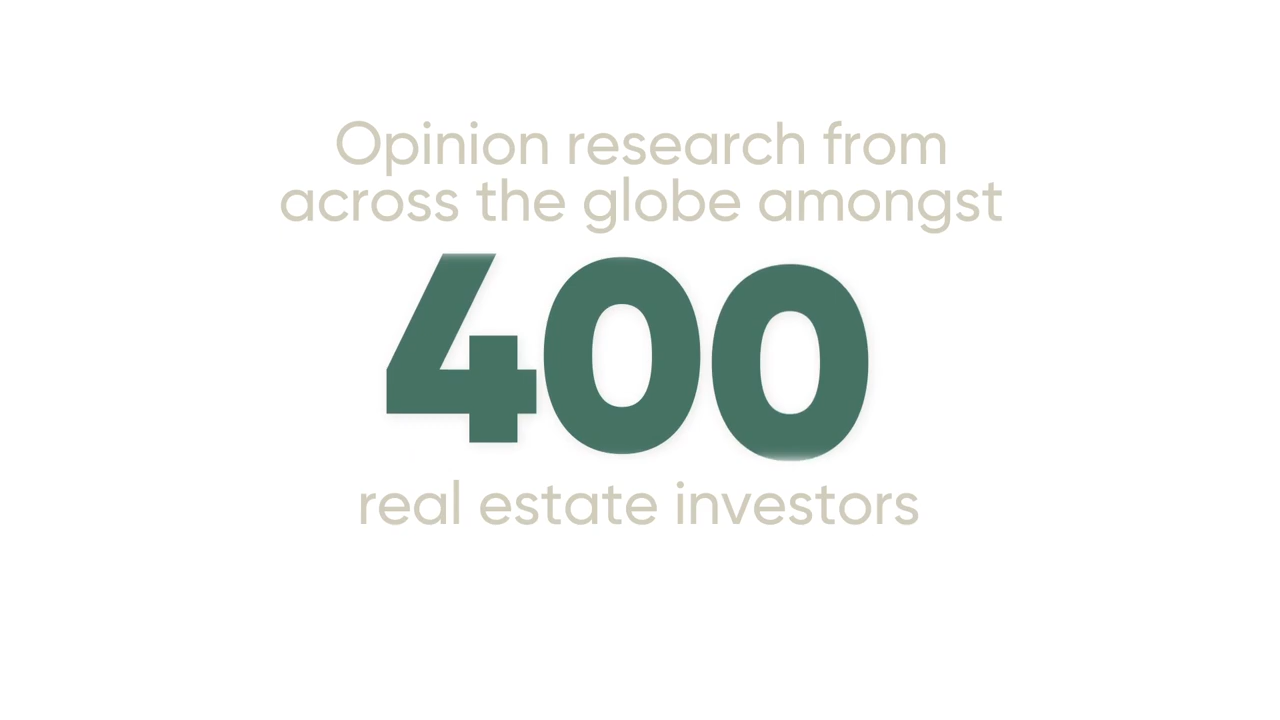 Opinion research from
across the globe amongst
400
real estate investors